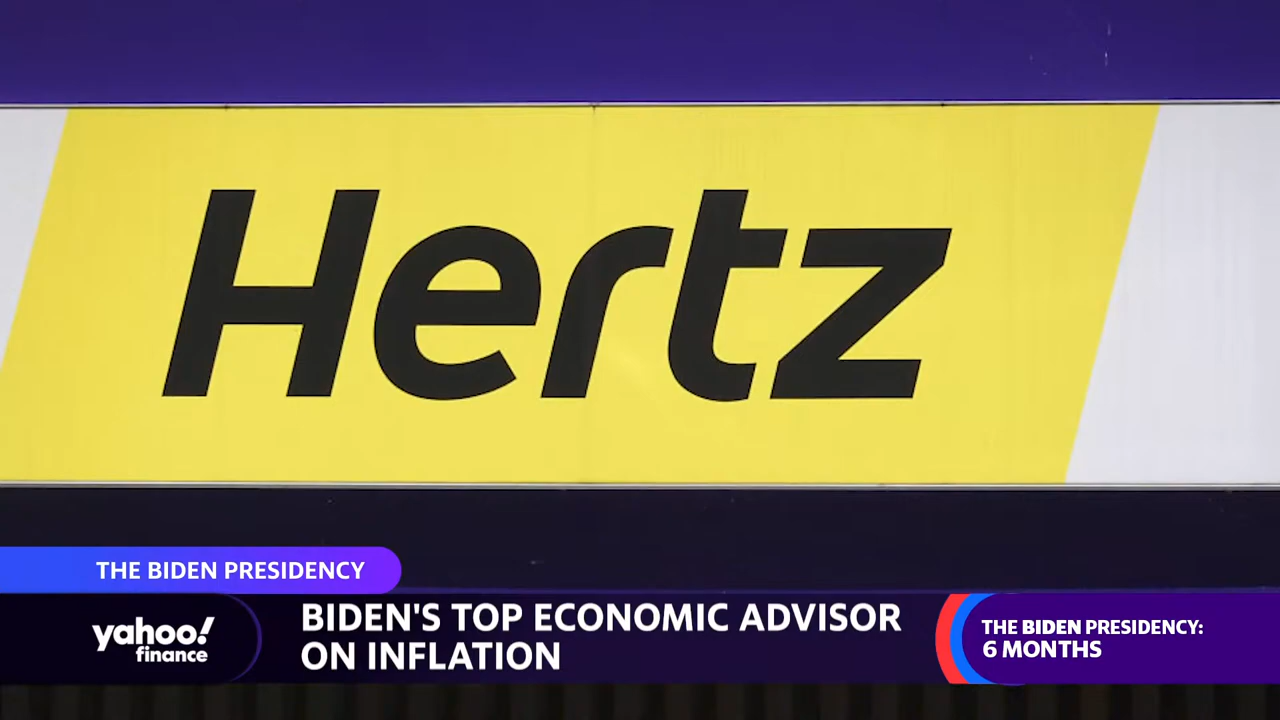 Hertz
THE BIDEN PRESIDENCY
yahoo!
finance
BIDEN'S TOP ECONOMIC ADVISOR
ON INFLATION
THE BIDEN PRESIDENCY:
6 MONTHS